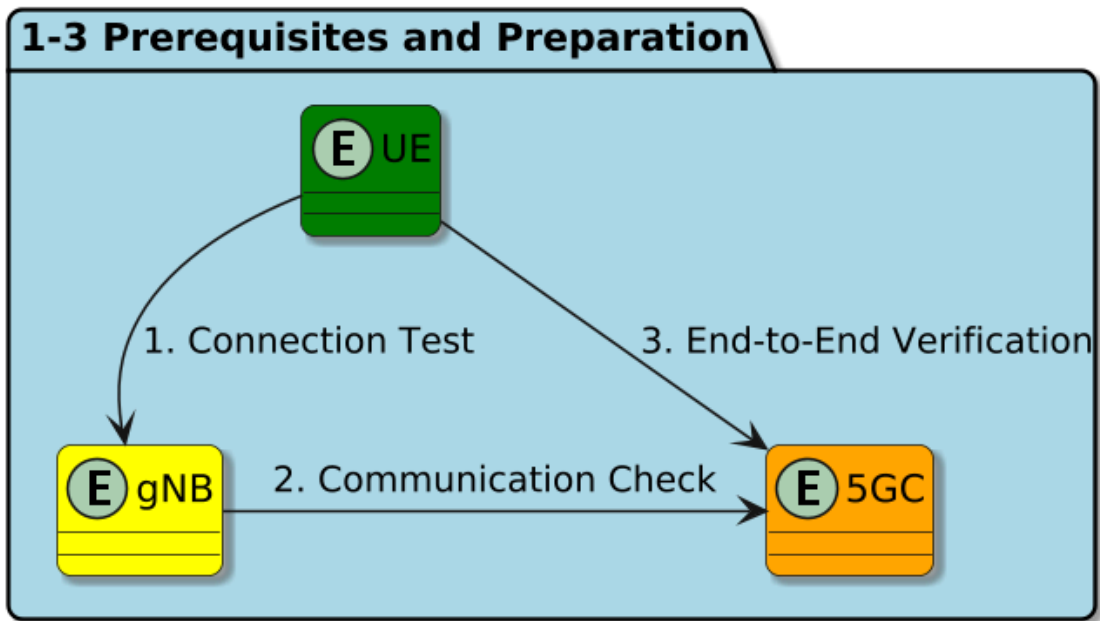 1-3 Prerequisites and Preparation
E UE
1. Connection Test
3. End-to-End Verification
E gNB
2. Communication Check
E 5GC